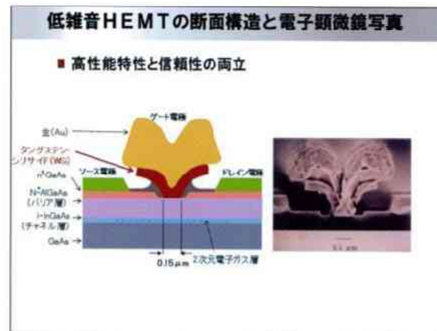 低雑音HEMTの断面構造と電子顕微鏡写真
■ 高性能特性と信頼性の両立
ゲート電極
金(Au)
タングステン-
シリサイド(WSi)
n⁺GaAs
ソース電極
ドレイン電極
N-AlGaAs
(バリア層)
i-InGaAs
(チャネル層)
GaAs
0.15μm
2次元電子ガス層